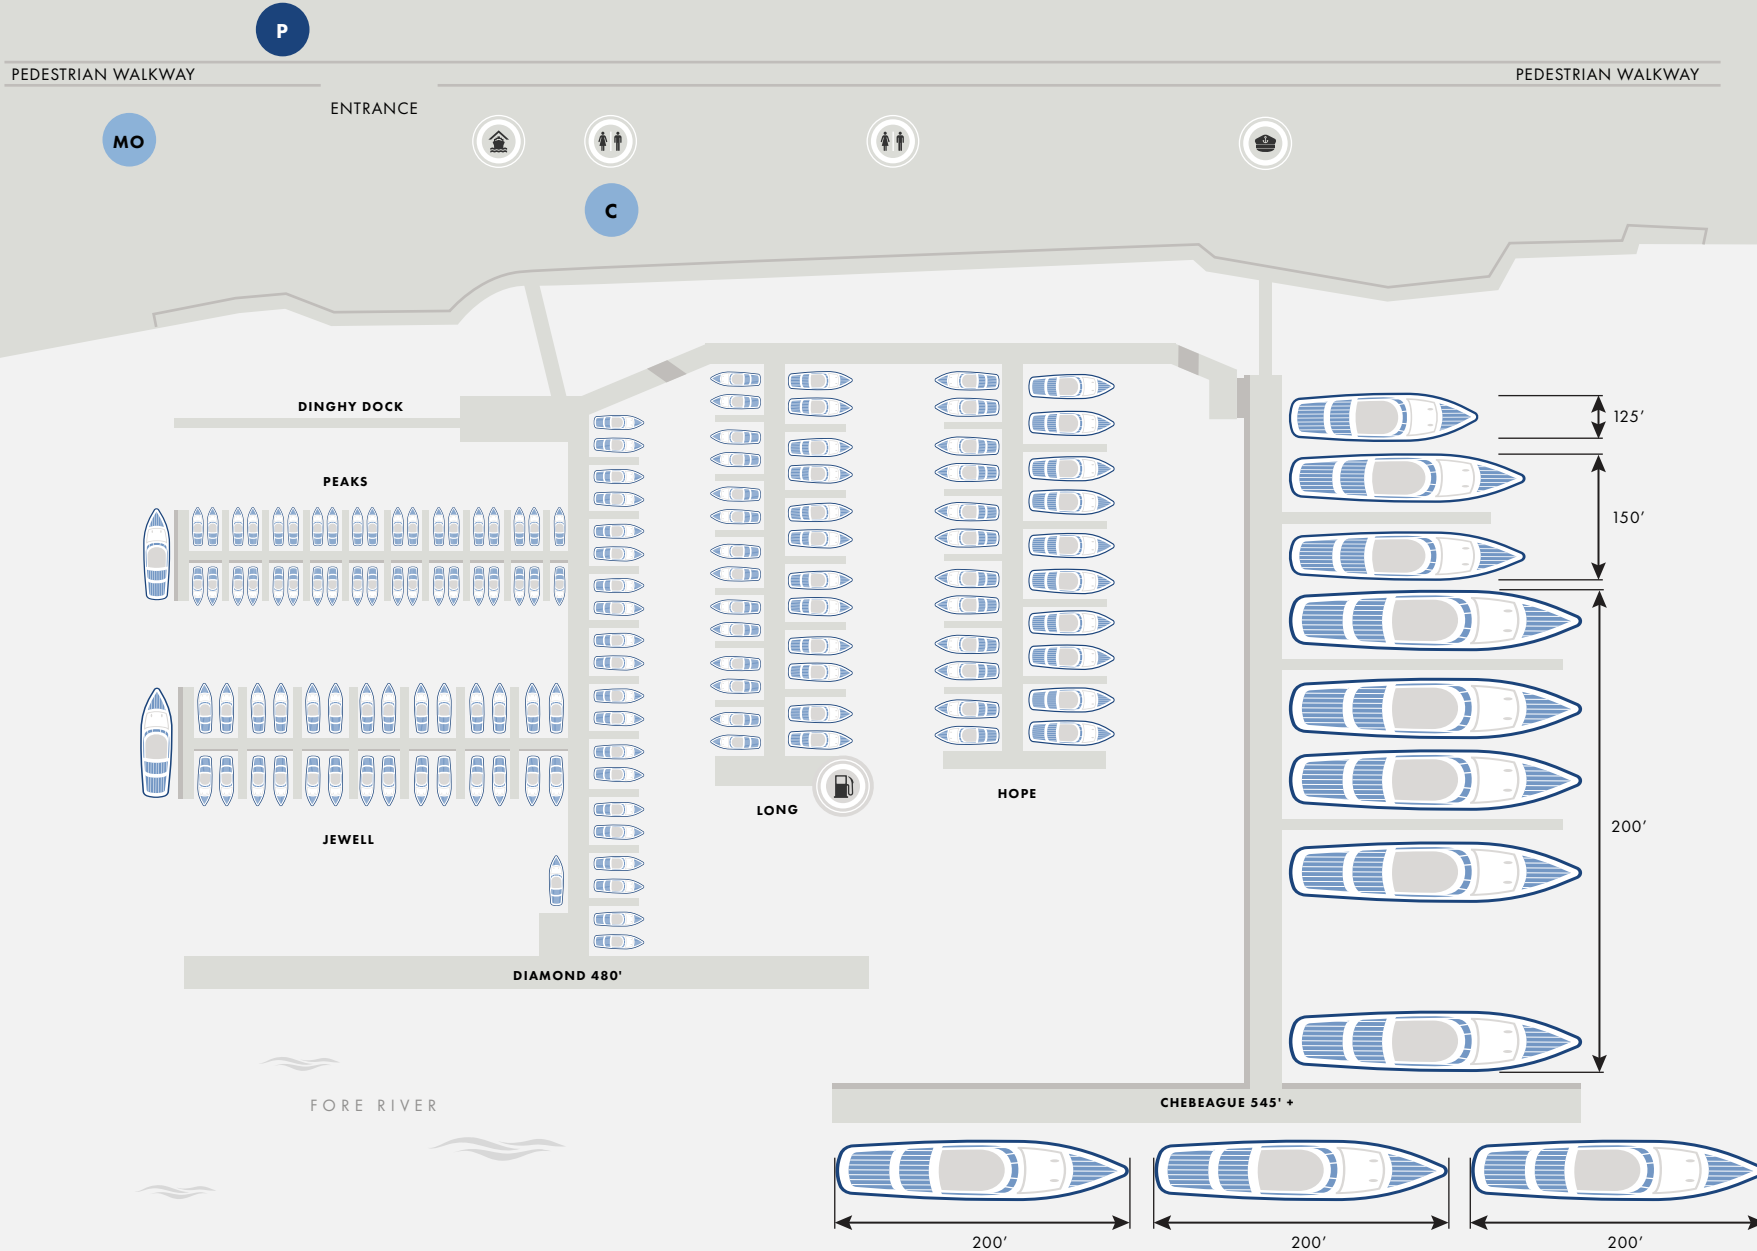 P
PEDESTRIAN WALKWAY
PEDESTRIAN WALKWAY
ENTRANCE
MO
C
DINGHY DOCK
125’
PEAKS
150’
HOPE
LONG
200’
JEWELL
DIAMOND 480'
FORE RIVER
CHEBEAGUE 545' +
200’
200’
200’